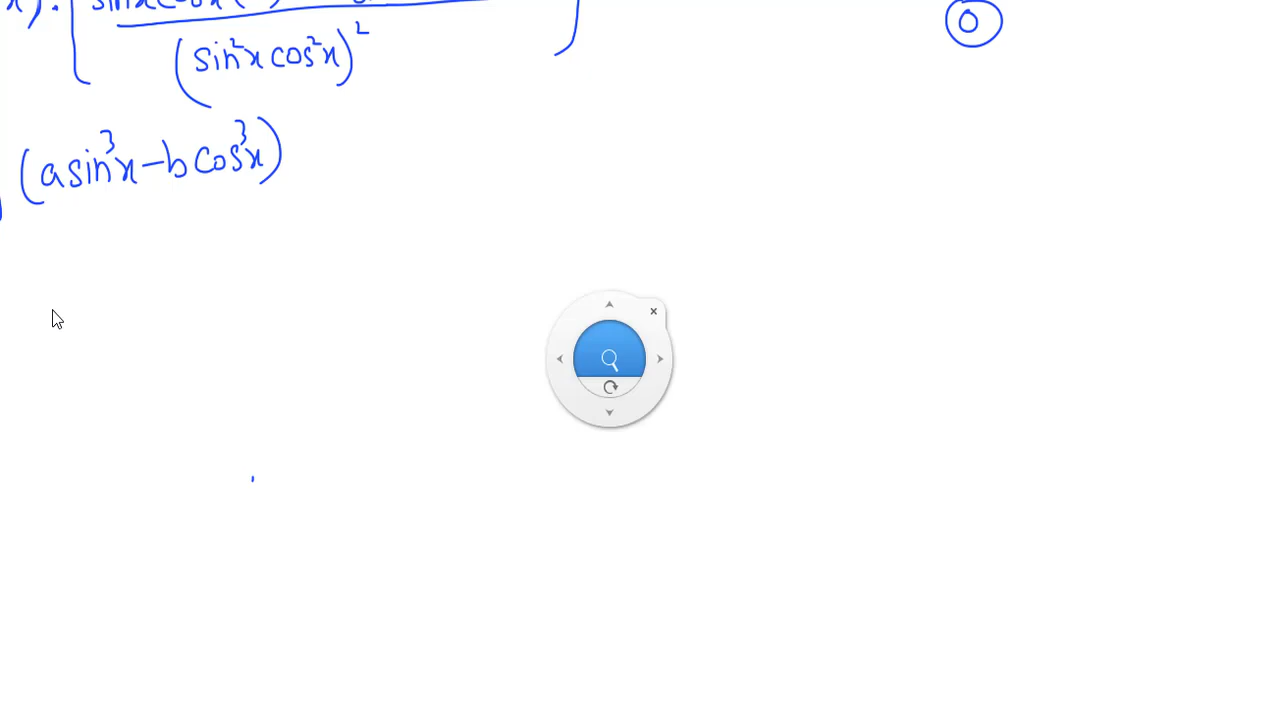 x).
0
(sin²x cos²x)²
(a sin³x − b cos³x)